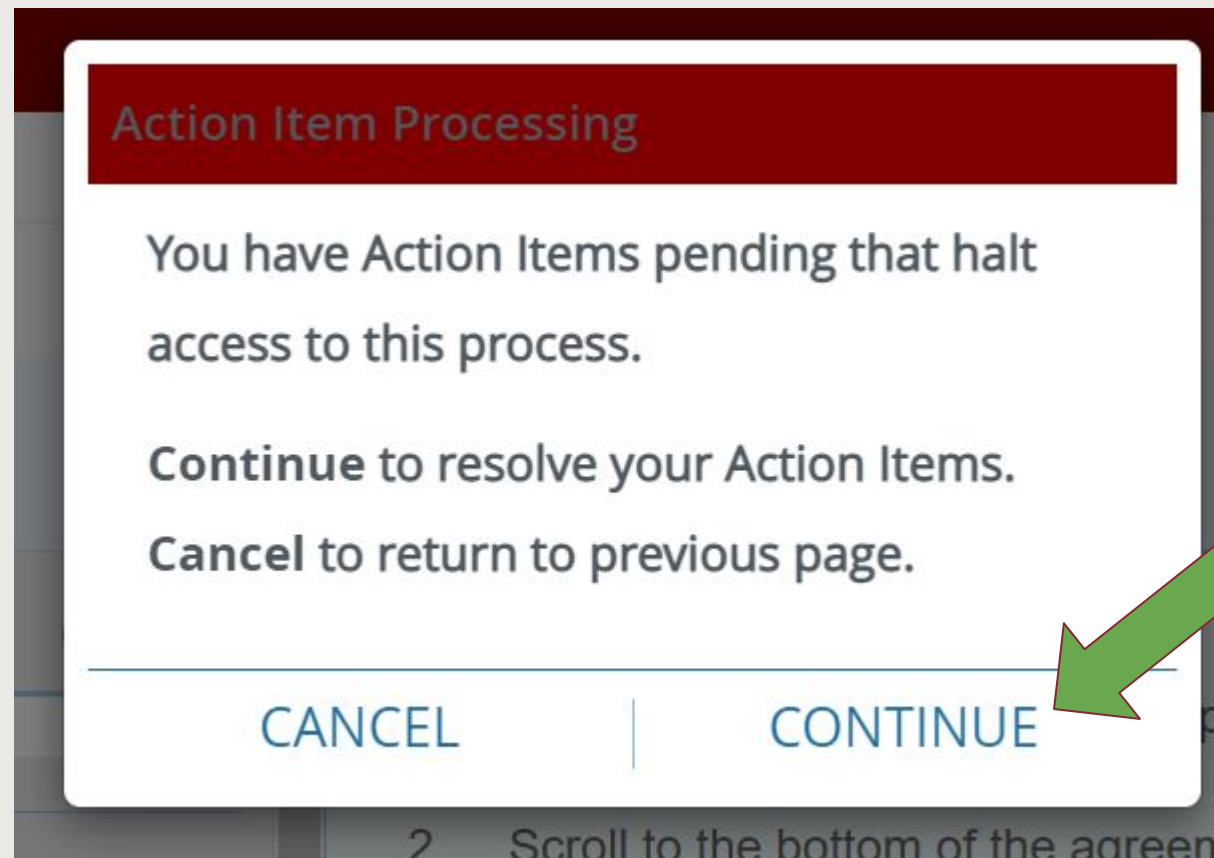 Action Item Processing
You have Action Items pending that halt
access to this process.
Continue to resolve your Action Items.
Cancel to return to previous page.
CANCEL
CONTINUE
2 Scroll to the bottom of the